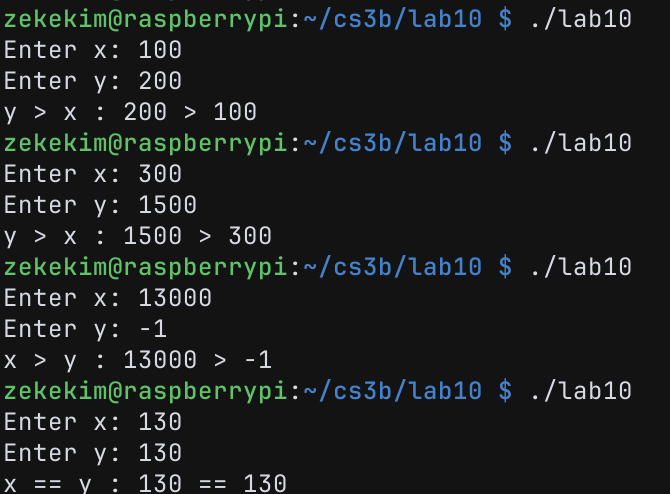 zekekim@raspberrypi:~/cs3b/lab10 $ ./lab10
Enter x: 100
Enter y: 200
y > x : 200 > 100
zekekim@raspberrypi:~/cs3b/lab10 $ ./lab10
Enter x: 300
Enter y: 1500
y > x : 1500 > 300
zekekim@raspberrypi:~/cs3b/lab10 $ ./lab10
Enter x: 13000
Enter y: -1
x > y : 13000 > -1
zekekim@raspberrypi:~/cs3b/lab10 $ ./lab10
Enter x: 130
Enter y: 130
x == y : 130 == 130